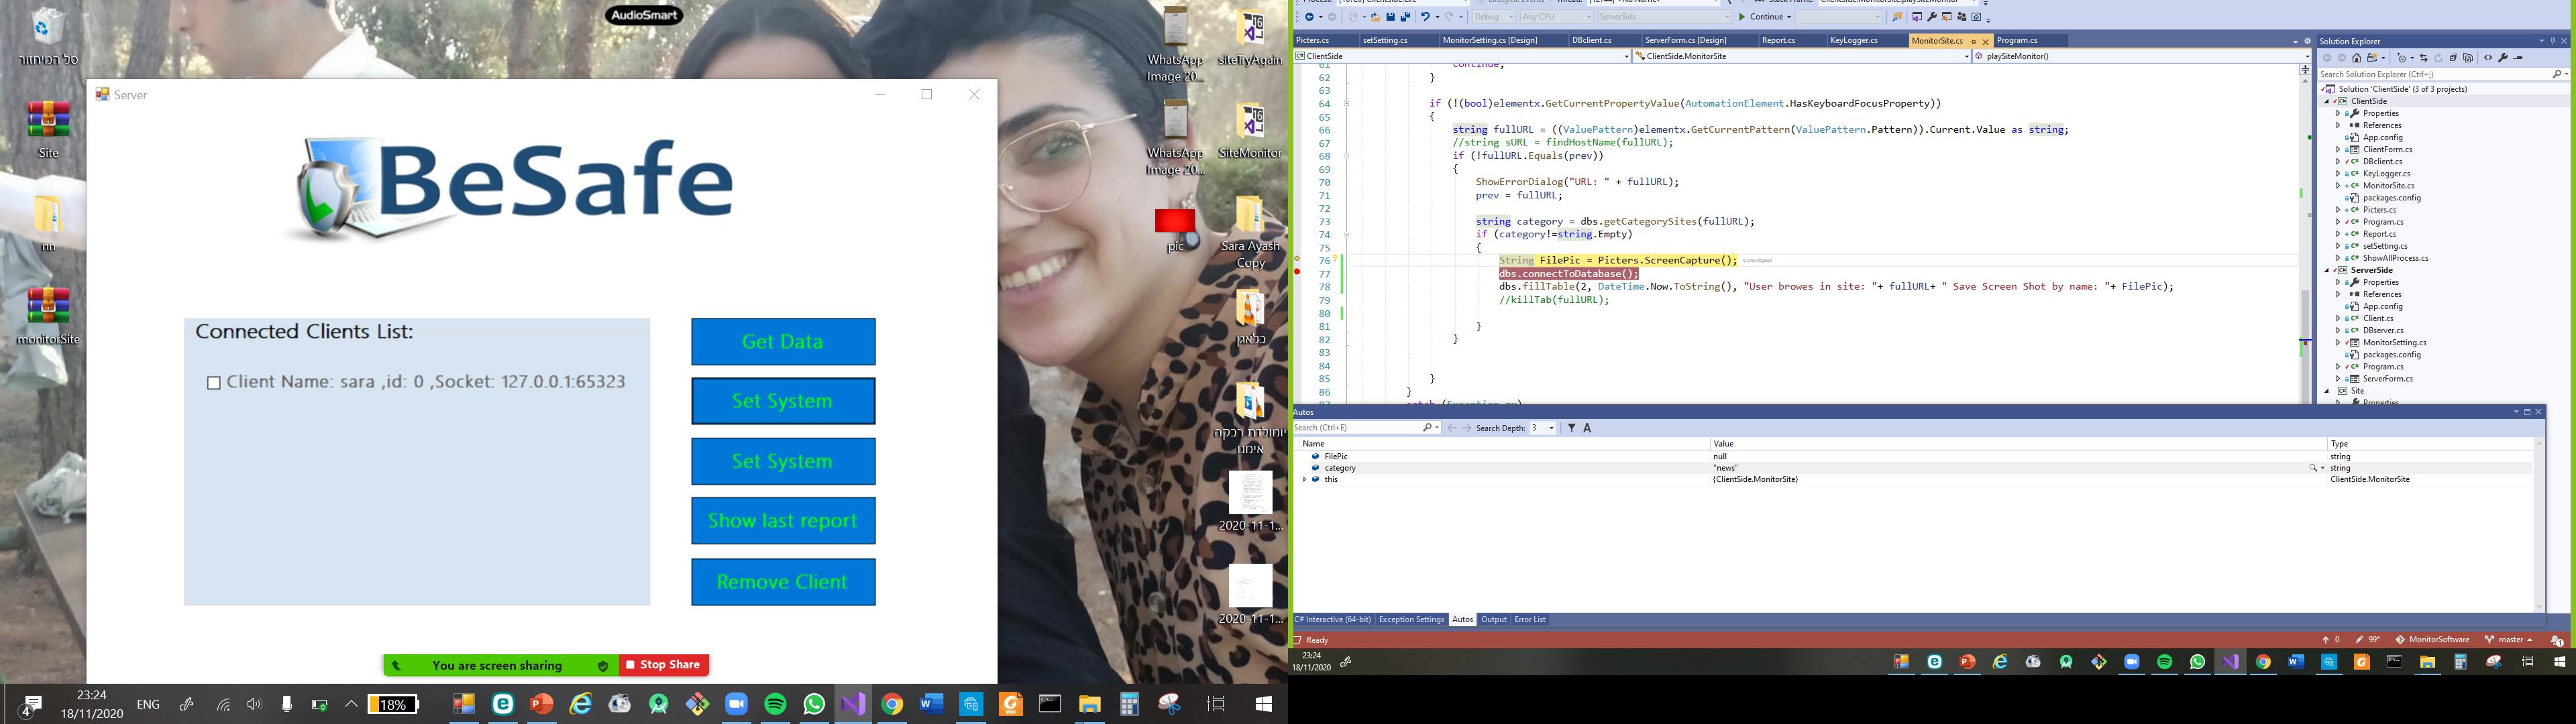 AudioSmart
סל המיחזור
Site
חח
monitorSite
WhatsApp
Image 20...
siteTryAgain
WhatsApp
Image 20...
SiteMonitor
pic
Sara Ayash
Copy
בלאגן
יומולדת רבקה
אימנו
2020-11-1...
2020-11-1...
Server
BeSafe
Connected Clients List:
Client Name: sara ,id: 0 ,Socket: 127.0.0.1:65323
Get Data
Set System
Set System
Show last report
Remove Client
You are screen sharing
Stop Share
4
23:24
18/11/2020
ENG
18%
Debug
Any CPU
ServerSide
Continue
Picters.cs
setSetting.cs
MonitorSetting.cs [Design]
DBclient.cs
ServerForm.cs [Design]
Report.cs
KeyLogger.cs
MonitorSite.cs
Program.cs
ClientSide
ClientSide.MonitorSite
playSiteMonitor()
61 continue;
62 }
63
64 if (!(bool)elementx.GetCurrentPropertyValue(AutomationElement.HasKeyboardFocusProperty))
65 {
66 string fullURL = ((ValuePattern)elementx.GetCurrentPattern(ValuePattern.Pattern)).Current.Value as string;
67 //string sURL = findHostName(fullURL);
68 if (!fullURL.Equals(prev))
69 {
70 ShowErrorDialog("URL: " + fullURL);
71 prev = fullURL;
72
73 string category = dbs.getCategorySites(fullURL);
74 if (category!=string.Empty)
75 {
76 String FilePic = Picters.ScreenCapture();
77 dbs.connectToDatabase();
78 dbs.fillTable(2, DateTime.Now.ToString(), "User browes in site: "+ fullURL+ " Save Screen Shot by name: "+ FilePic);
79 //killTab(fullURL);
80
81 }
82 }
83
84
85 }
86 }
catch (Exception ex)
Solution Explorer
Search Solution Explorer (Ctrl+;)
Solution 'ClientSide' (3 of 3 projects)
ClientSide
Properties
References
App.config
ClientForm.cs
DBclient.cs
KeyLogger.cs
MonitorSite.cs
packages.config
Picters.cs
Program.cs
Report.cs
setSetting.cs
ShowAllProcess.cs
ServerSide
Properties
References
App.config
Client.cs
DBserver.cs
MonitorSetting.cs
packages.config
Program.cs
ServerForm.cs
Site
Properties
Autos
Search (Ctrl+E)
Search Depth: 3
Name Value Type
FilePic null string
category "news" string
this {ClientSide.MonitorSite} ClientSide.MonitorSite
C# Interactive (64-bit)
Exception Settings
Autos
Output
Error List
Ready
0
99*
MonitorSoftware
master
23:24
18/11/2020